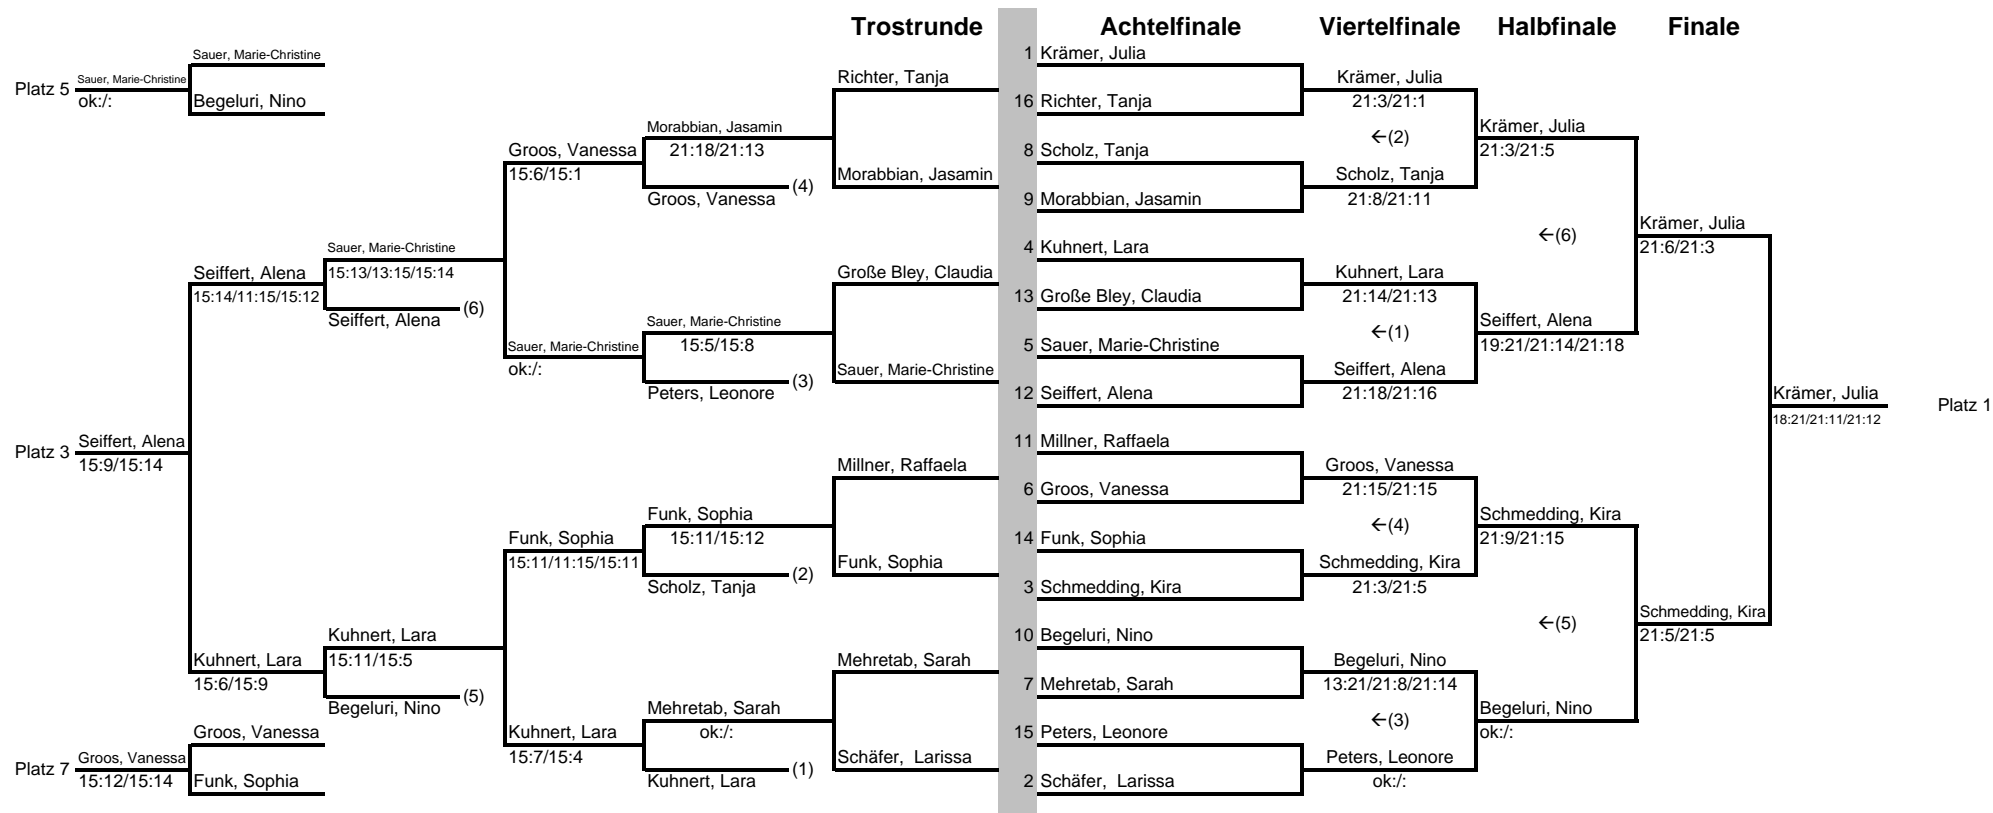 Trostrunde Achtelfinale Viertelfinale Halbfinale Finale
Sauer, Marie-Christine
Platz 5 Sauer, Marie-Christine
ok:/:
Begeluri, Nino
Groos, Vanessa
15:6/15:1
Morabbian, Jasamin
21:18/21:13
Groos, Vanessa (4)
Richter, Tanja
Morabbian, Jasamin
Sauer, Marie-Christine
15:13/13:15/15:14
Seiffert, Alena (6)
Seiffert, Alena
15:14/11:15/15:12
Sauer, Marie-Christine
ok:/:
Sauer, Marie-Christine
15:5/15:8
Peters, Leonore (3)
Große Bley, Claudia
Sauer, Marie-Christine
Platz 3 Seiffert, Alena
15:9/15:14
Funk, Sophia
15:11/11:15/15:11
Funk, Sophia
15:11/15:12
Scholz, Tanja (2)
Millner, Raffaela
Funk, Sophia
Kuhnert, Lara
15:6/15:9
Kuhnert, Lara
15:11/15:5
Begeluri, Nino (5)
Kuhnert, Lara
15:7/15:4
Mehretab, Sarah
ok:/:
Kuhnert, Lara (1)
Mehretab, Sarah
Schäfer, Larissa
Groos, Vanessa
Platz 7 Groos, Vanessa
15:12/15:14
Funk, Sophia
1 Krämer, Julia
16 Richter, Tanja
8 Scholz, Tanja
9 Morabbian, Jasamin
4 Kuhnert, Lara
13 Große Bley, Claudia
5 Sauer, Marie-Christine
12 Seiffert, Alena
11 Millner, Raffaela
6 Groos, Vanessa
14 Funk, Sophia
3 Schmedding, Kira
10 Begeluri, Nino
7 Mehretab, Sarah
15 Peters, Leonore
2 Schäfer, Larissa
Krämer, Julia
21:3/21:1
←(2)
Scholz, Tanja
21:8/21:11
Kuhnert, Lara
21:14/21:13
←(1)
Seiffert, Alena
21:18/21:16
Groos, Vanessa
21:15/21:15
←(4)
Schmedding, Kira
21:3/21:5
Begeluri, Nino
13:21/21:8/21:14
←(3)
Peters, Leonore
ok:/:
Krämer, Julia
21:3/21:5
←(6)
Seiffert, Alena
19:21/21:14/21:18
Schmedding, Kira
21:9/21:15
←(5)
Begeluri, Nino
ok:/:
Krämer, Julia
21:6/21:3
Schmedding, Kira
21:5/21:5
Krämer, Julia
18:21/21:11/21:12
Platz 1